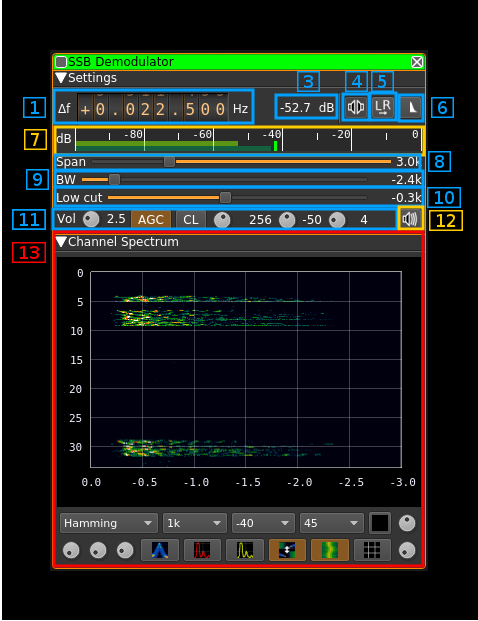 SSB Demodulator
Settings
3 4 5
1 Δf +0.022.500 Hz -52.7 dB LR 6
7 dB -80 -60 -40 -20 0
Span 3.0k 8
9 BW -2.4k
Low cut -0.3k 10
11 Vol 2.5 AGC CL 256 -50 4 12
13 Channel Spectrum
0
5
10
15
20
25
30
0.0 -0.5 -1.0 -1.5 -2.0 -2.5 -3.0
Hamming 1k -40 45